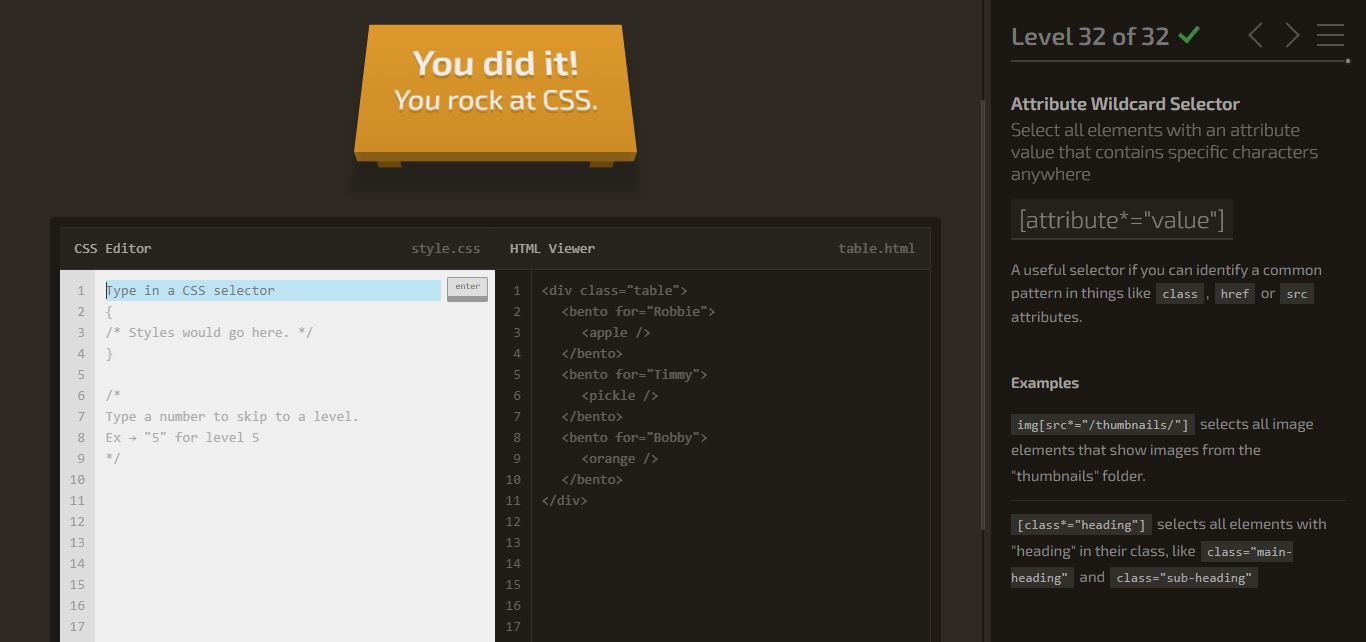 You did it!
You rock at CSS.
CSS Editor
style.css
1 Type in a CSS selector
enter
2 {
3 /* Styles would go here. */
4 }
5
6 /*
7 Type a number to skip to a level.
8 Ex → "5" for level 5
9 */
10
11
12
13
14
15
16
17
HTML Viewer
table.html
1 <div class="table">
2 <bento for="Robbie">
3 <apple />
4 </bento>
5 <bento for="Timmy">
6 <pickle />
7 </bento>
8 <bento for="Bobby">
9 <orange />
10 </bento>
11 </div>
12
13
14
15
16
17
Level 32 of 32
Attribute Wildcard Selector
Select all elements with an attribute
value that contains specific characters
anywhere
[attribute*="value"]
A useful selector if you can identify a common
pattern in things like class , href or src
attributes.
Examples
img[src*="/thumbnails/"] selects all image
elements that show images from the
"thumbnails" folder.
[class*="heading"] selects all elements with
"heading" in their class, like class="main-
heading" and class="sub-heading"